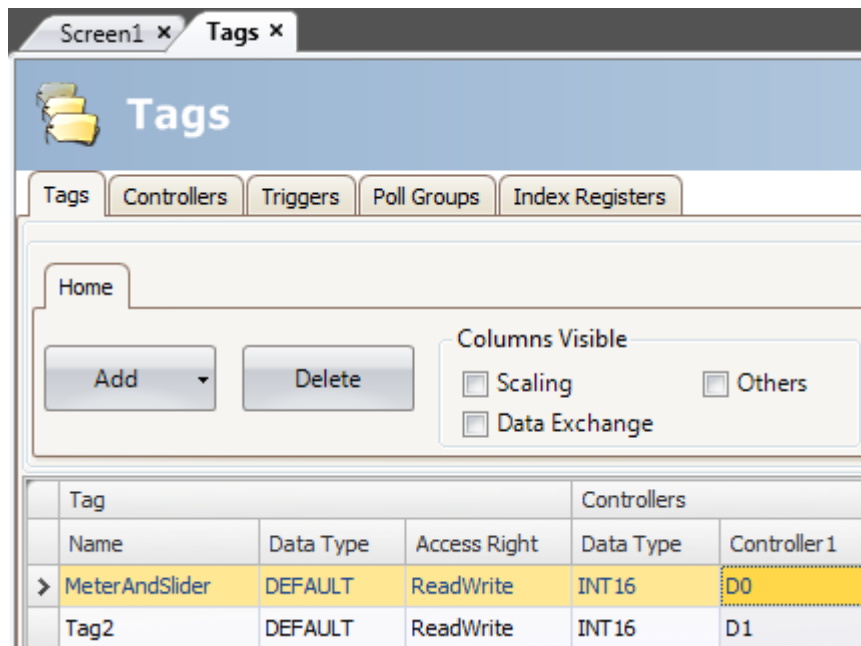 Screen1 × Tags ×
Tags
Tags Controllers Triggers Poll Groups Index Registers
Home
Columns Visible
Add Delete Scaling Others
Data Exchange
Tag Controllers
Name Data Type Access Right Data Type Controller1
MeterAndSlider DEFAULT ReadWrite INT16 D0
Tag2 DEFAULT ReadWrite INT16 D1